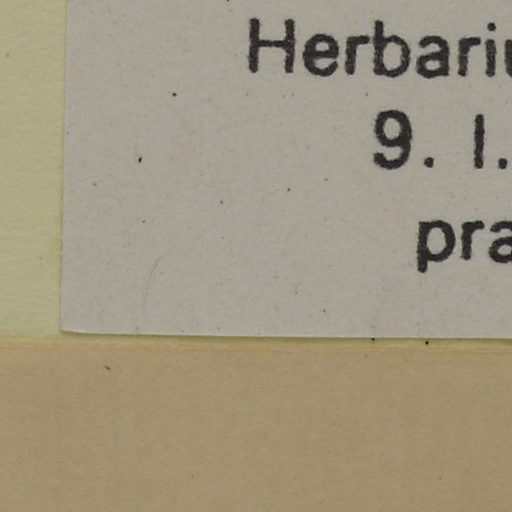 Herbariu
9. I.
pra